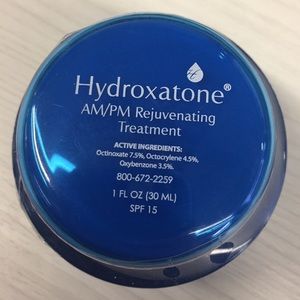 Hydroxatone®
AM/PM Rejuvenating
Treatment
ACTIVE INGREDIENTS:
Octinoxate 7.5%, Octocrylene 4.5%,
Oxybenzone 3.5%.
800-672-2259
1 FL OZ (30 ML)
SPF 15